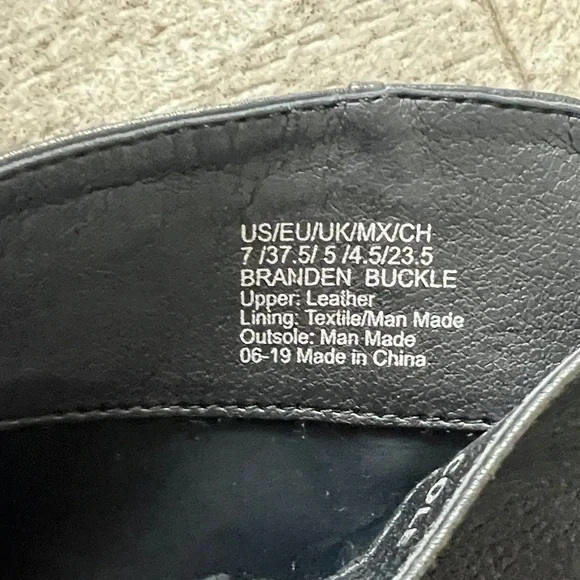 US/EU/UK/MX/CH
7 /37.5/ 5 /4.5/23.5
BRANDEN BUCKLE
Upper: Leather
Lining: Textile/Man Made
Outsole: Man Made
06-19 Made in China